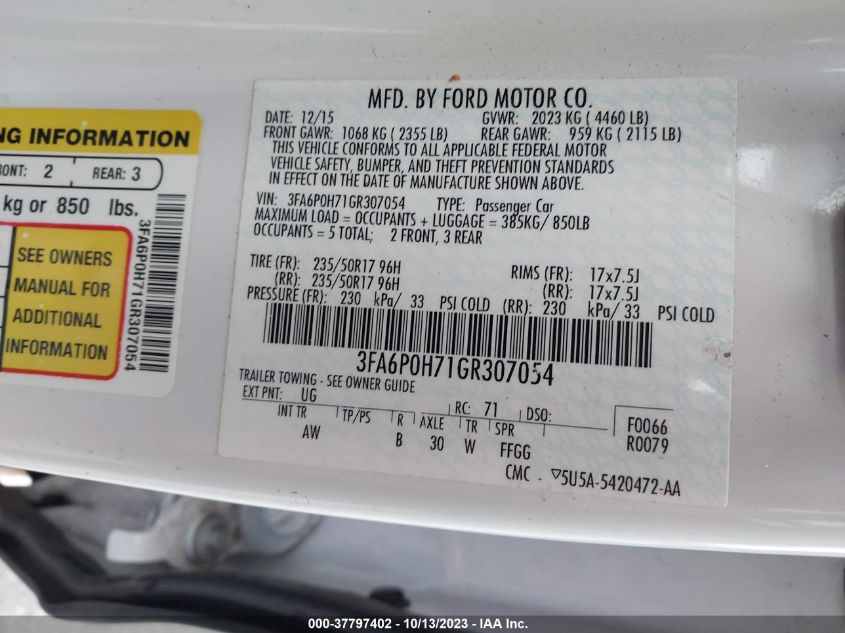 NG INFORMATION
RONT: 2 REAR: 3
kg or 850 lbs.
SEE OWNERS
MANUAL FOR
ADDITIONAL
INFORMATION
3FA6P0H71GR307054
MFD. BY FORD MOTOR CO.
DATE: 12/15 GVWR: 2023 KG ( 4460 LB)
FRONT GAWR: 1068 KG ( 2355 LB) REAR GAWR: 959 KG ( 2115 LB)
THIS VEHICLE CONFORMS TO ALL APPLICABLE FEDERAL MOTOR
VEHICLE SAFETY, BUMPER, AND THEFT PREVENTION STANDARDS
IN EFFECT ON THE DATE OF MANUFACTURE SHOWN ABOVE.
VIN: 3FA6P0H71GR307054 TYPE: Passenger Car
MAXIMUM LOAD = OCCUPANTS + LUGGAGE = 385KG/ 850LB
OCCUPANTS = 5 TOTAL; 2 FRONT, 3 REAR
TIRE (FR): 235/50R17 96H RIMS (FR): 17x7.5J
(RR): 235/50R17 96H (RR): 17x7.5J
PRESSURE (FR): 230 kPa/ 33 PSI COLD (RR): 230 kPa/ 33 PSI COLD
3FA6P0H71GR307054
TRAILER TOWING - SEE OWNER GUIDE
EXT PNT: UG RC: 71 DSO: F0066
INT TR TP/PS R AXLE TR SPR R0079
AW B 30 W FFGG
CMC - ▽5U5A-5420472-AA
000-37797402 - 10/13/2023 - IAA Inc.